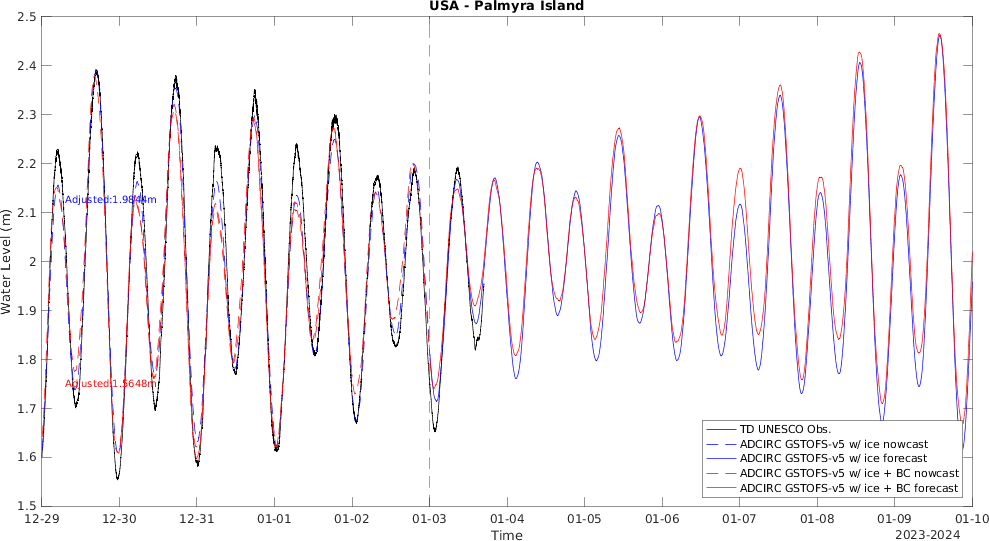 USA - Palmyra Island
2.5
2.4
2.3
2.2
2.1
2
1.9
1.8
1.7
1.6
1.5
Water Level (m)
Adjusted:1.9844m
Adjusted:1.5648m
TD UNESCO Obs.
ADCIRC GSTOFS-v5 w/ ice nowcast
ADCIRC GSTOFS-v5 w/ ice forecast
ADCIRC GSTOFS-v5 w/ ice + BC nowcast
ADCIRC GSTOFS-v5 w/ ice + BC forecast
12-29 12-30 12-31 01-01 01-02 01-03 01-04 01-05 01-06 01-07 01-08 01-09 01-10
Time
2023-2024